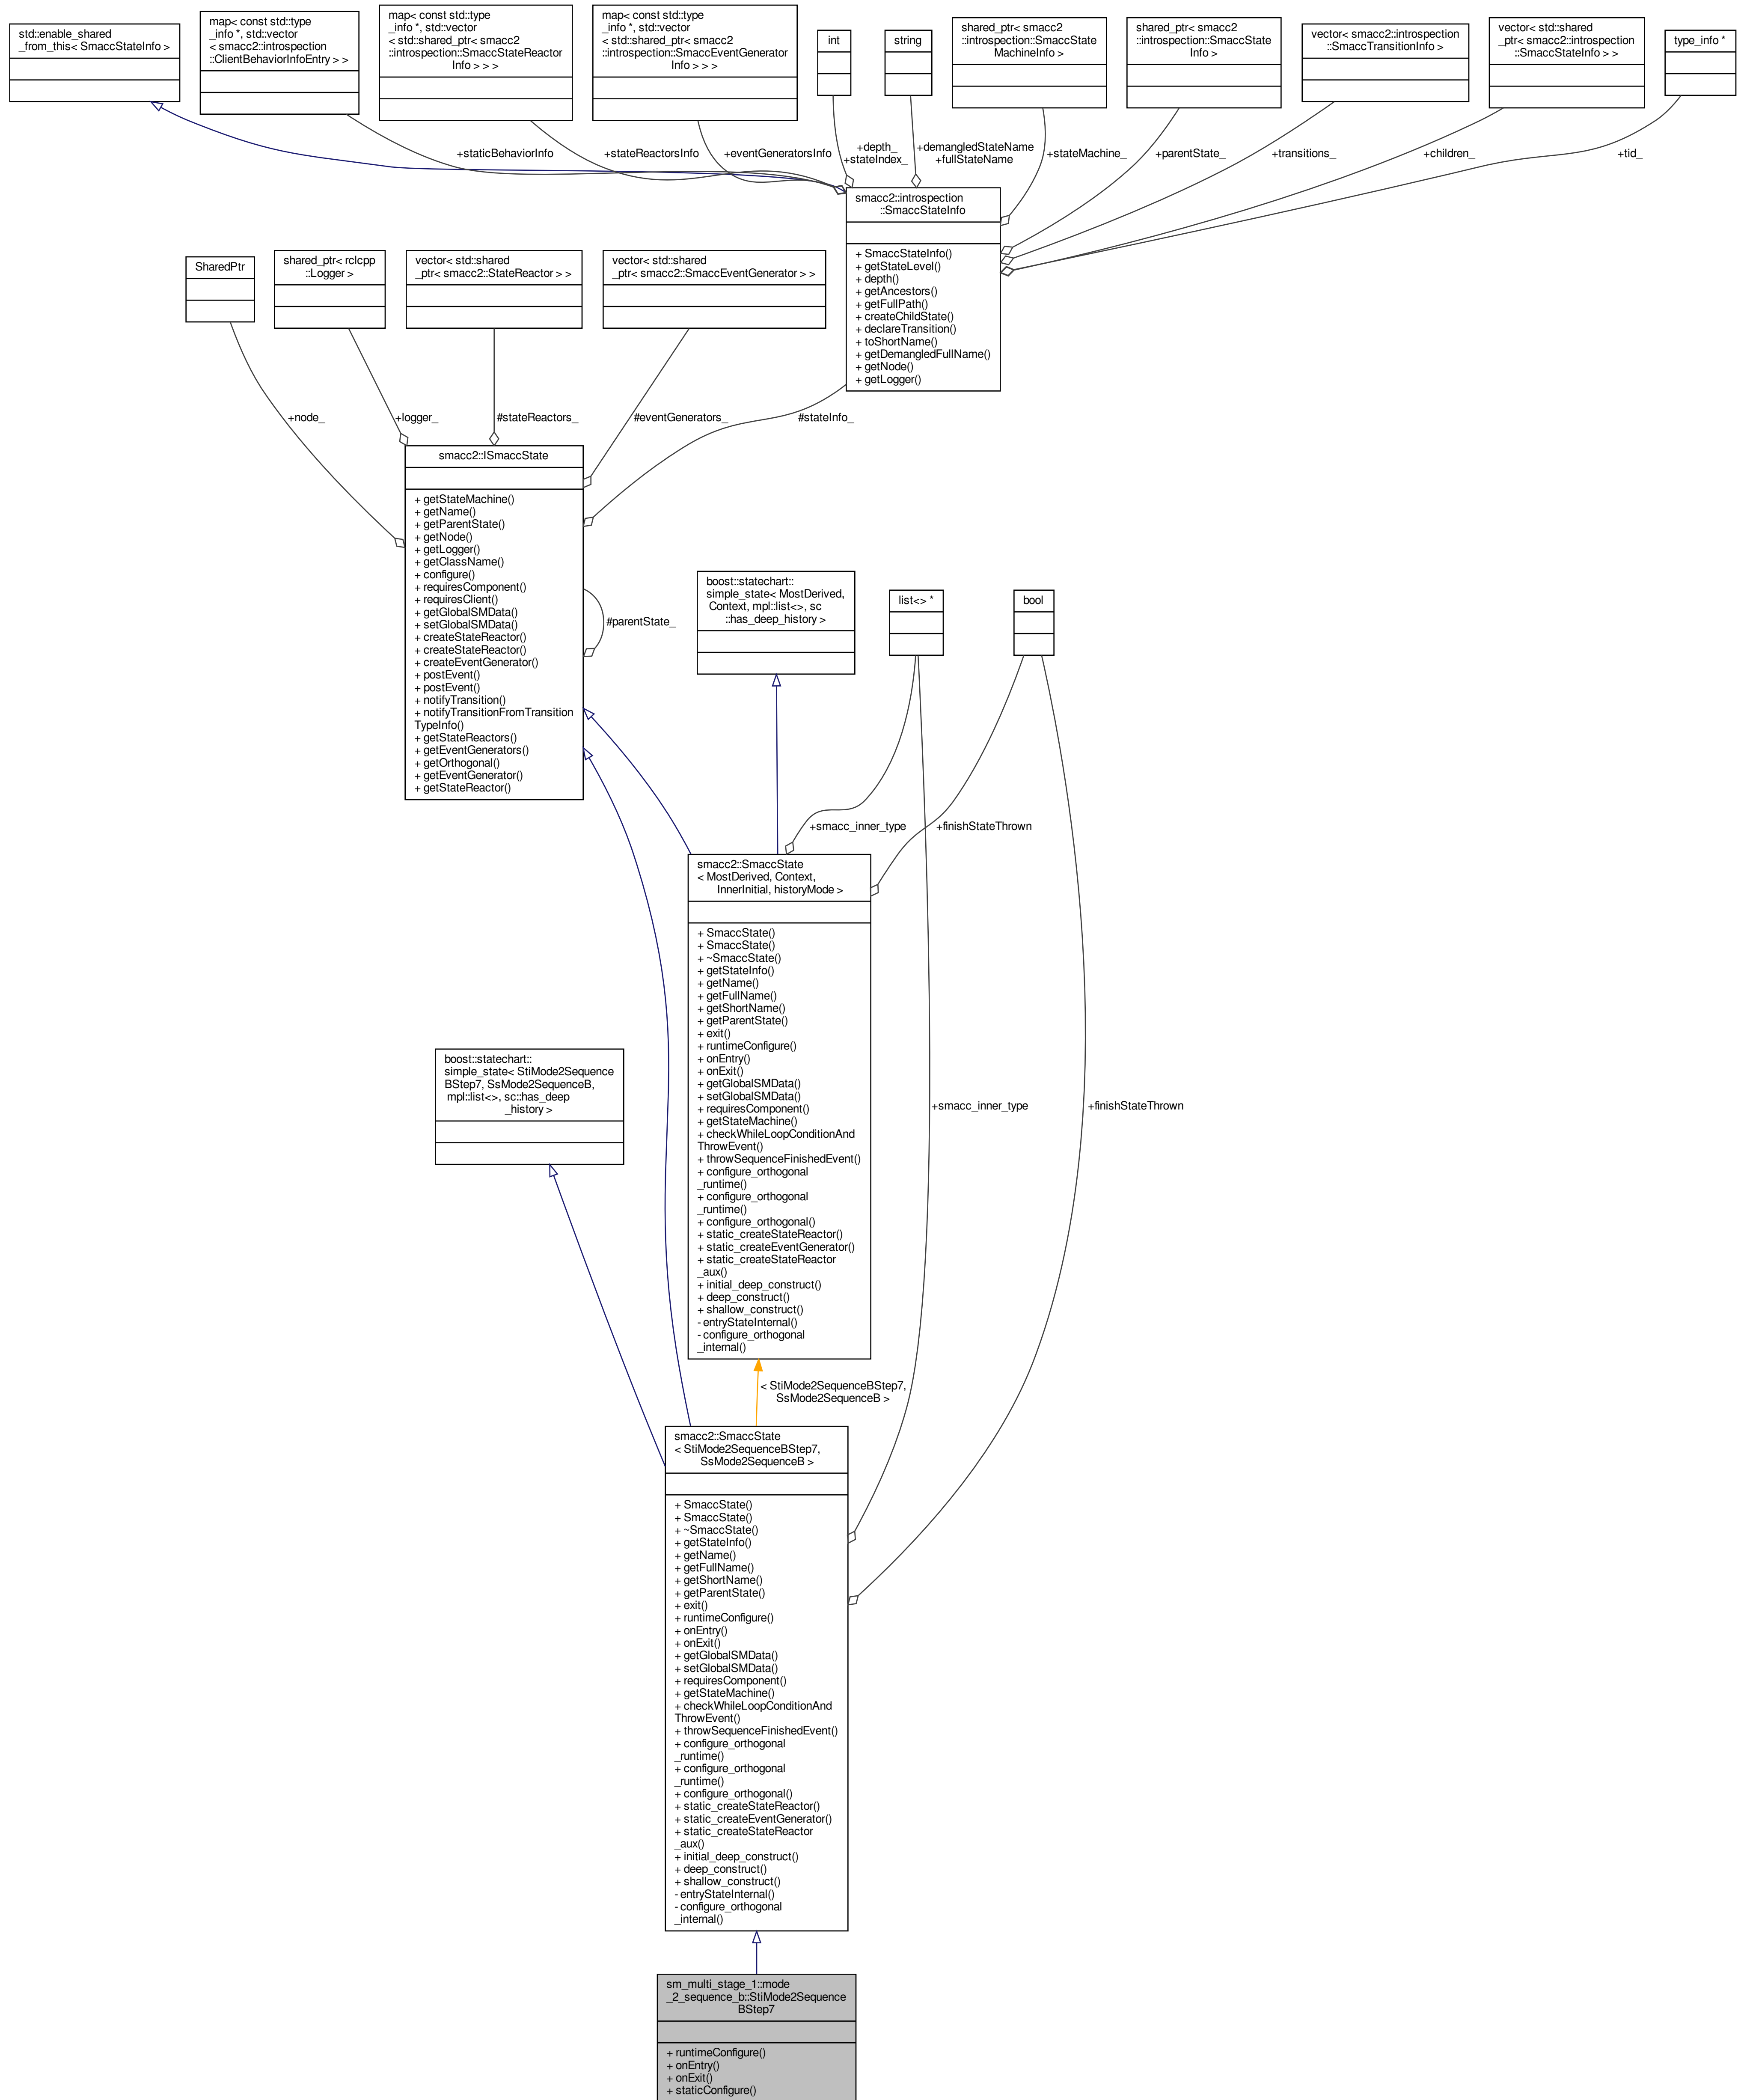 std::enable_shared
_from_this< SmaccStateInfo >
map< const std::type
_info *, std::vector
< smacc2::introspection
::ClientBehaviorInfoEntry > >
map< const std::type
_info *, std::vector
< std::shared_ptr< smacc2
::introspection::SmaccStateReactor
Info > > >
map< const std::type
_info *, std::vector
< std::shared_ptr< smacc2
::introspection::SmaccEventGenerator
Info > > >
int
string
shared_ptr< smacc2
::introspection::SmaccState
MachineInfo >
shared_ptr< smacc2
::introspection::SmaccState
Info >
vector< smacc2::introspection
::SmaccTransitionInfo >
vector< std::shared
_ptr< smacc2::introspection
::SmaccStateInfo > >
type_info *
+staticBehaviorInfo
+stateReactorsInfo
+eventGeneratorsInfo
+depth_
+stateIndex_
+demangledStateName
+fullStateName
+stateMachine_
+parentState_
+transitions_
+children_
+tid_
smacc2::introspection
::SmaccStateInfo
+ SmaccStateInfo()
+ getStateLevel()
+ depth()
+ getAncestors()
+ getFullPath()
+ createChildState()
+ declareTransition()
+ toShortName()
+ getDemangledFullName()
+ getNode()
+ getLogger()
SharedPtr
shared_ptr< rclcpp
::Logger >
vector< std::shared
_ptr< smacc2::StateReactor > >
vector< std::shared
_ptr< smacc2::SmaccEventGenerator > >
+node_
+logger_
#stateReactors_
#eventGenerators_
#stateInfo_
smacc2::ISmaccState
+ getStateMachine()
+ getName()
+ getParentState()
+ getNode()
+ getLogger()
+ getClassName()
+ configure()
+ requiresComponent()
+ requiresClient()
+ getGlobalSMData()
+ setGlobalSMData()
+ createStateReactor()
+ createStateReactor()
+ createEventGenerator()
+ postEvent()
+ postEvent()
+ notifyTransition()
+ notifyTransitionFromTransition
TypeInfo()
+ getStateReactors()
+ getEventGenerators()
+ getOrthogonal()
+ getEventGenerator()
+ getStateReactor()
#parentState_
boost::statechart::
simple_state< MostDerived,
Context, mpl::list<>, sc
::has_deep_history >
list<> *
bool
+smacc_inner_type
+finishStateThrown
smacc2::SmaccState
< MostDerived, Context,
InnerInitial, historyMode >
+ SmaccState()
+ SmaccState()
+ ~SmaccState()
+ getStateInfo()
+ getName()
+ getFullName()
+ getShortName()
+ getParentState()
+ exit()
+ runtimeConfigure()
+ onEntry()
+ onExit()
+ getGlobalSMData()
+ setGlobalSMData()
+ requiresComponent()
+ getStateMachine()
+ checkWhileLoopConditionAnd
ThrowEvent()
+ throwSequenceFinishedEvent()
+ configure_orthogonal
_runtime()
+ configure_orthogonal
_runtime()
+ configure_orthogonal()
+ static_createStateReactor()
+ static_createEventGenerator()
+ static_createStateReactor
_aux()
+ initial_deep_construct()
+ deep_construct()
+ shallow_construct()
- entryStateInternal()
- configure_orthogonal
_internal()
boost::statechart::
simple_state< StiMode2Sequence
BStep7, SsMode2SequenceB,
mpl::list<>, sc::has_deep
_history >
+smacc_inner_type
+finishStateThrown
< StiMode2SequenceBStep7,
SsMode2SequenceB >
smacc2::SmaccState
< StiMode2SequenceBStep7,
SsMode2SequenceB >
+ SmaccState()
+ SmaccState()
+ ~SmaccState()
+ getStateInfo()
+ getName()
+ getFullName()
+ getShortName()
+ getParentState()
+ exit()
+ runtimeConfigure()
+ onEntry()
+ onExit()
+ getGlobalSMData()
+ setGlobalSMData()
+ requiresComponent()
+ getStateMachine()
+ checkWhileLoopConditionAnd
ThrowEvent()
+ throwSequenceFinishedEvent()
+ configure_orthogonal
_runtime()
+ configure_orthogonal
_runtime()
+ configure_orthogonal()
+ static_createStateReactor()
+ static_createEventGenerator()
+ static_createStateReactor
_aux()
+ initial_deep_construct()
+ deep_construct()
+ shallow_construct()
- entryStateInternal()
- configure_orthogonal
_internal()
sm_multi_stage_1::mode
_2_sequence_b::StiMode2Sequence
BStep7
+ runtimeConfigure()
+ onEntry()
+ onExit()
+ staticConfigure()